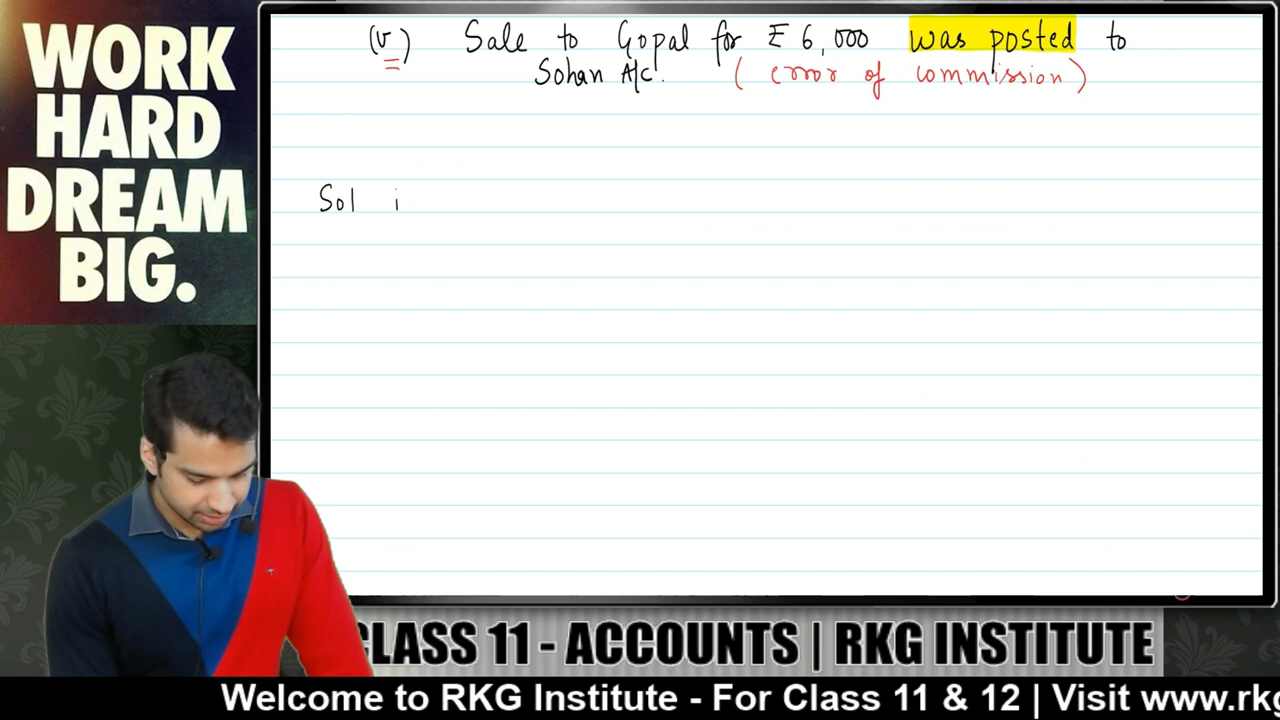 WORK
HARD
DREAM
BIG.
(v) Sale to Gopal for ₹ 6,000 was posted to
Sohan A/c. (error of commission)
Sol i
CLASS 11 - ACCOUNTS | RKG INSTITUTE
Welcome to RKG Institute - For Class 11 & 12 | Visit www.rkg